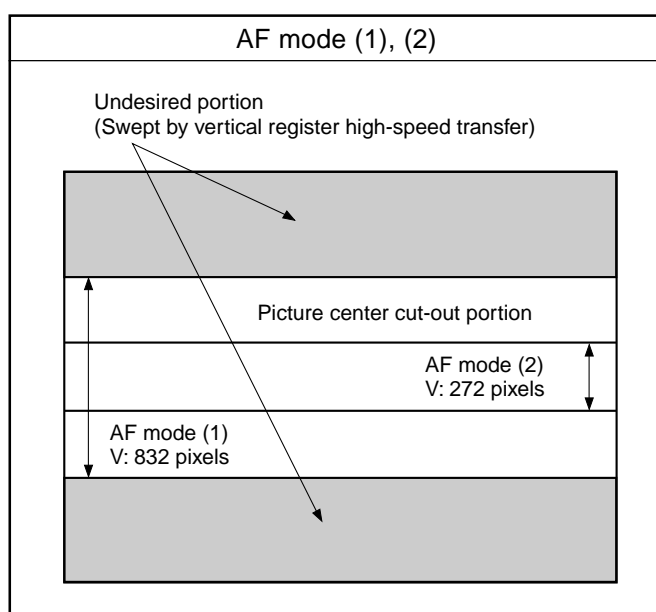 AF mode (1), (2)
Undesired portion
(Swept by vertical register high-speed transfer)
Picture center cut-out portion
AF mode (2)
V: 272 pixels
AF mode (1)
V: 832 pixels